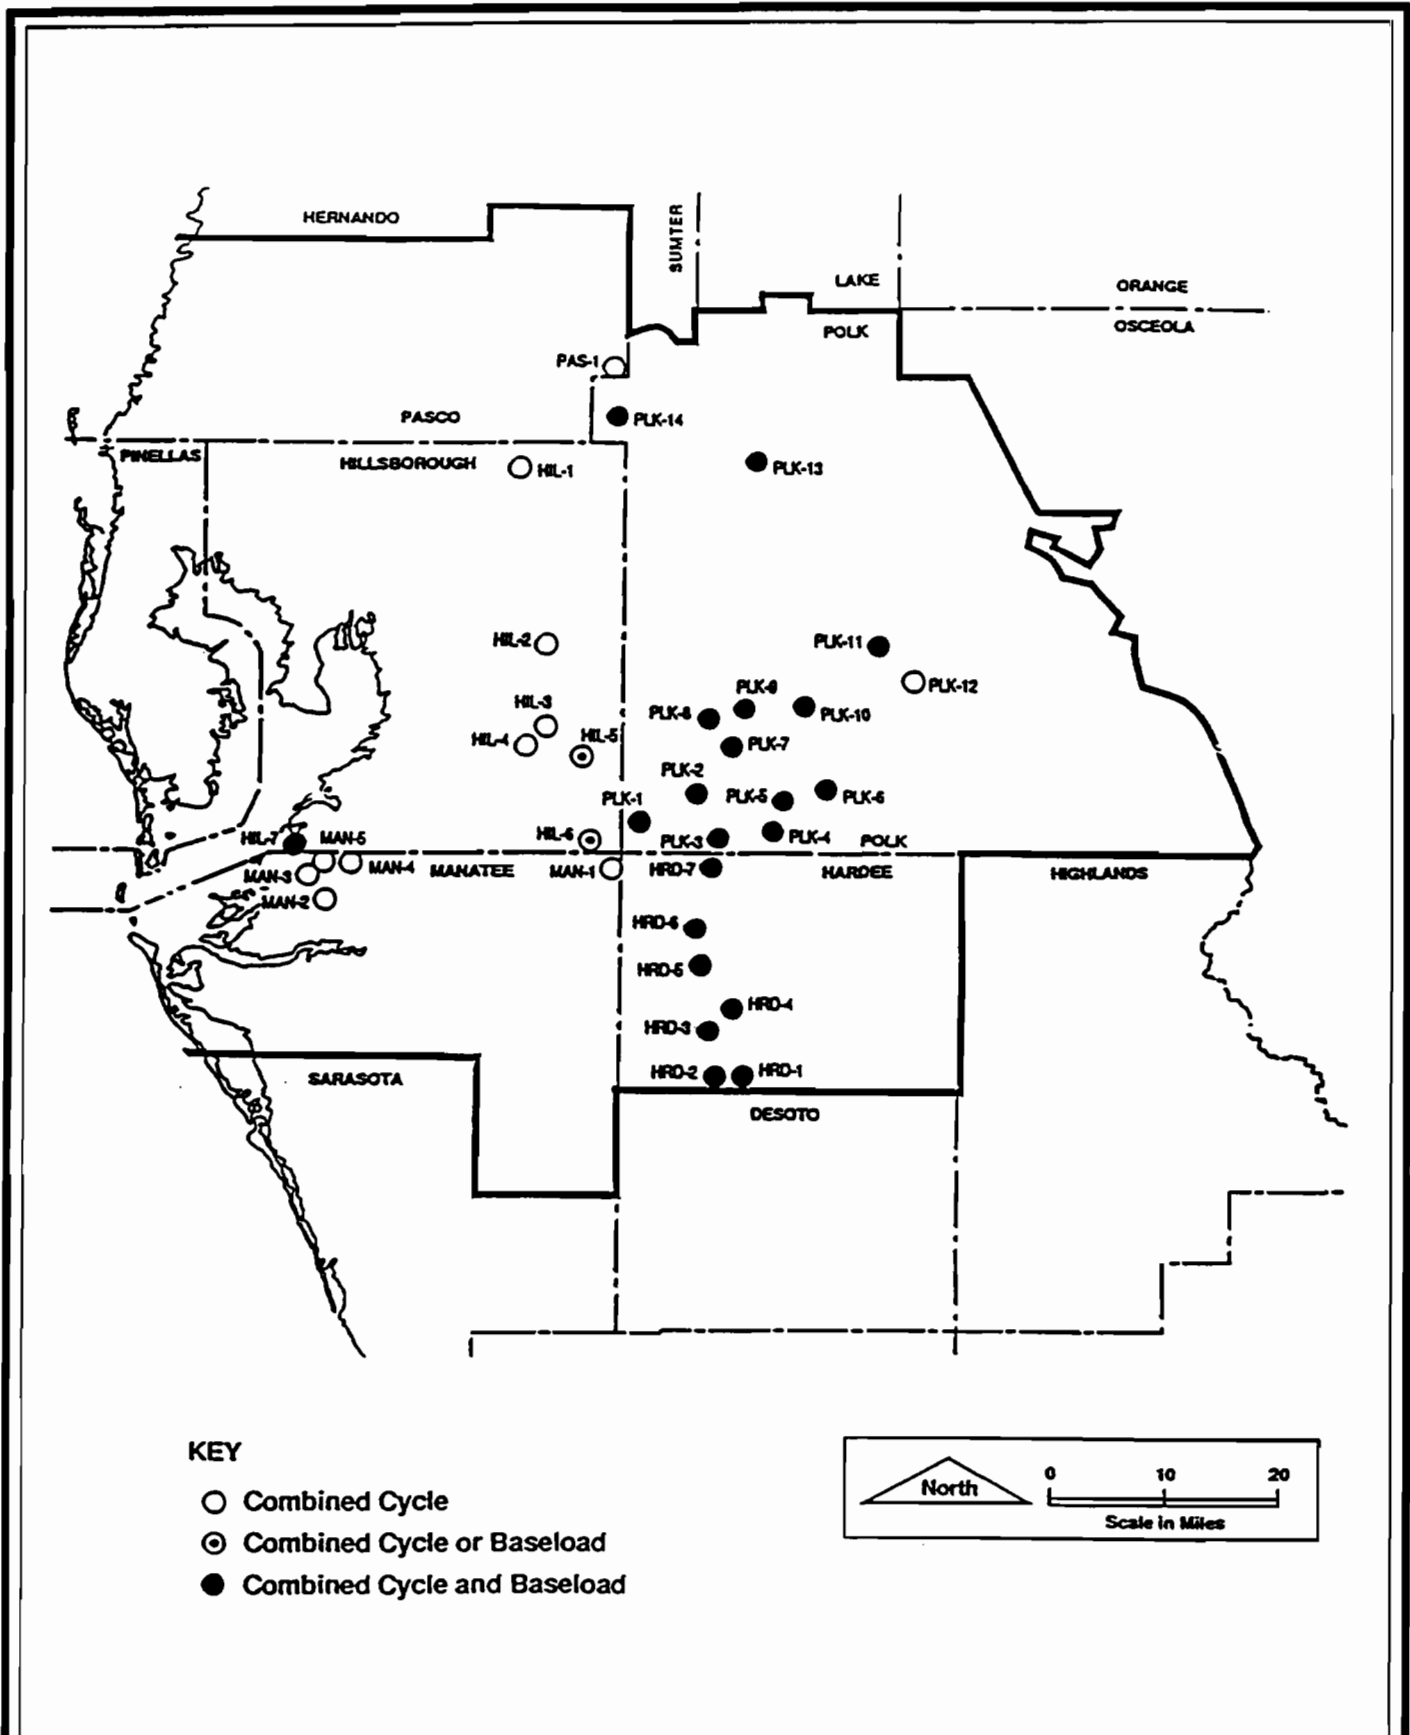 HERNANDO
SUMTER
LAKE
ORANGE
POLK
OSCEOLA
PAS-1
PASCO
PLK-14
PINELLAS
HILLSBOROUGH
HIL-1
PLK-13
HIL-2
PLK-11
PLK-12
PLK-9
HIL-3
PLK-8
PLK-10
HIL-4
HIL-5
PLK-7
PLK-2
PLK-1
PLK-5
PLK-6
HIL-7
MAN-5
HIL-6
PLK-3
PLK-4
POLK
MAN-3
MAN-4
MANATEE
MAN-1
HRD-7
HARDEE
HIGHLANDS
MAN-2
HRD-6
HRD-5
HRD-4
HRD-3
HRD-2
HRD-1
SARASOTA
DESOTO
KEY
Combined Cycle
Combined Cycle or Baseload
Combined Cycle and Baseload
North
0 10 20
Scale in Miles